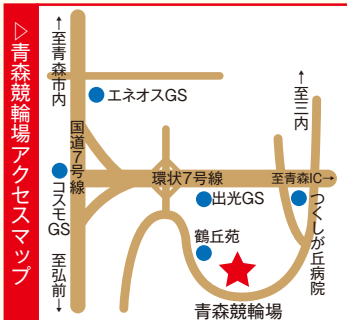 ▷青森競輪場アクセスマップ
←至青森市内
エネオスGS
国道7号線
←至三内
環状7号線
至青森IC→
コスモGS
出光GS
つくしが丘病院
鶴丘苑
至弘前→
青森競輪場